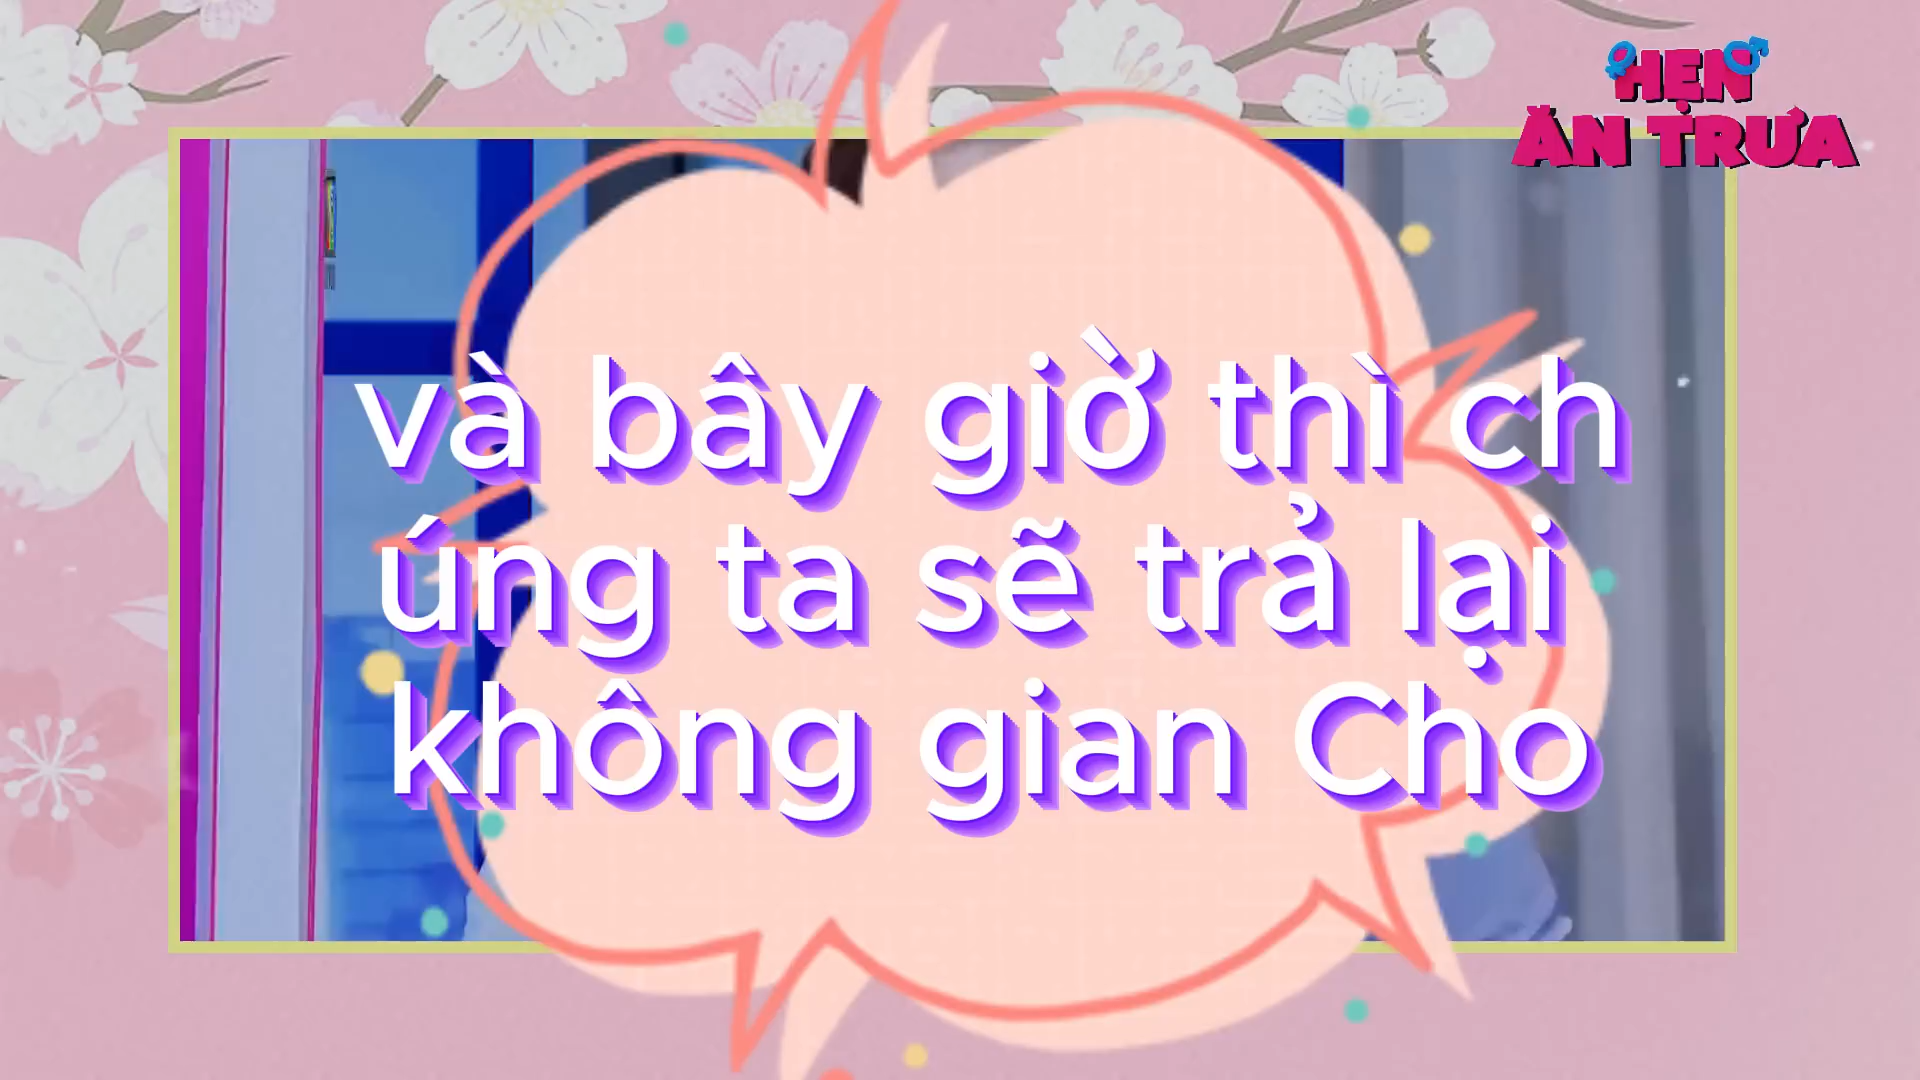 HẸN
ĂN TRƯA
và bây giờ thì ch
úng ta sẽ trả lại
không gian Cho